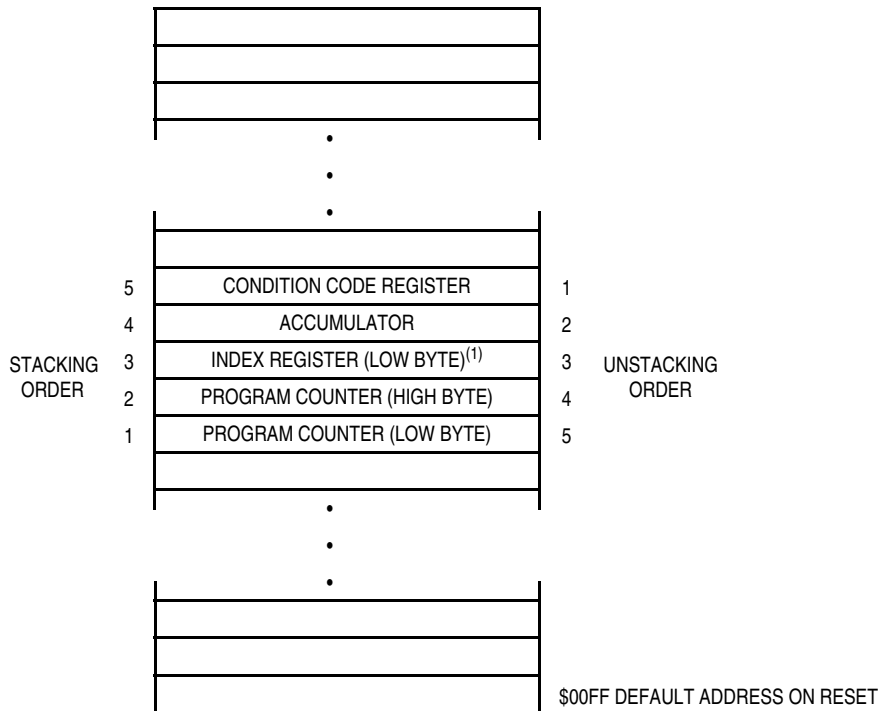 5 CONDITION CODE REGISTER 1
4 ACCUMULATOR 2
STACKING ORDER
3 INDEX REGISTER (LOW BYTE)(1) 3
UNSTACKING ORDER
2 PROGRAM COUNTER (HIGH BYTE) 4
1 PROGRAM COUNTER (LOW BYTE) 5
$00FF DEFAULT ADDRESS ON RESET